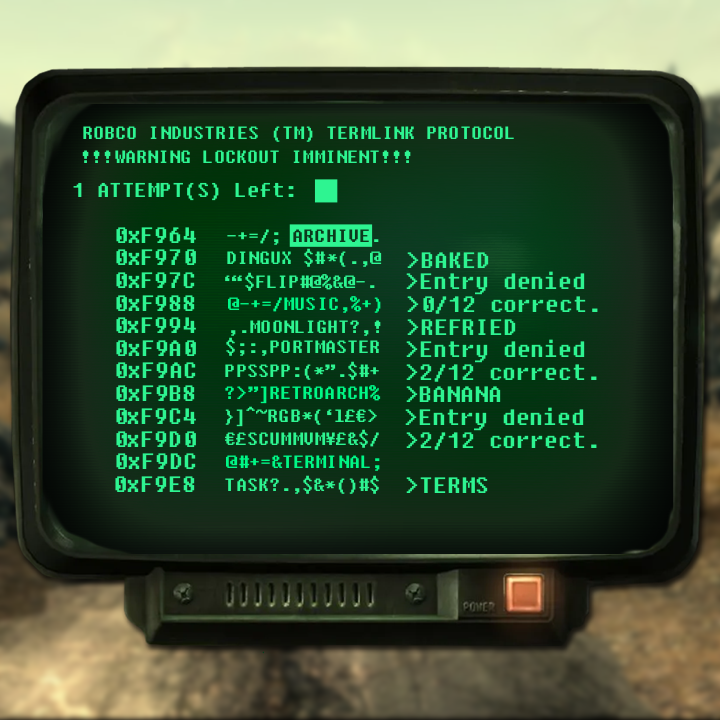 ROBCO INDUSTRIES (TM) TERMLINK PROTOCOL
!!!WARNING LOCKOUT IMMINENT!!!
1 ATTEMPT(S) Left:
0xF964 -+=/; ARCHIVE.
0xF970 DINGUX $#*(.,@ >BAKED
0xF97C ““$FLIP#@%&@-. >Entry denied
0xF988 @-+=/MUSIC,%+) >0/12 correct.
0xF994 ,.MOONLIGHT?,! >REFRIED
0xF9A0 $;:,PORTMASTER >Entry denied
0xF9AC PPSSPP:(*”.$#+ >2/12 correct.
0xF9B8 ?>”]RETROARCH% >BANANA
0xF9C4 }]^~RGB*(‘1£€> >Entry denied
0xF9D0 €£SCUMMVM¥£&$/ >2/12 correct.
0xF9DC @#+=&TERMINAL;
0xF9E8 TASK?.,$&*()#$ >TERMS
POWER